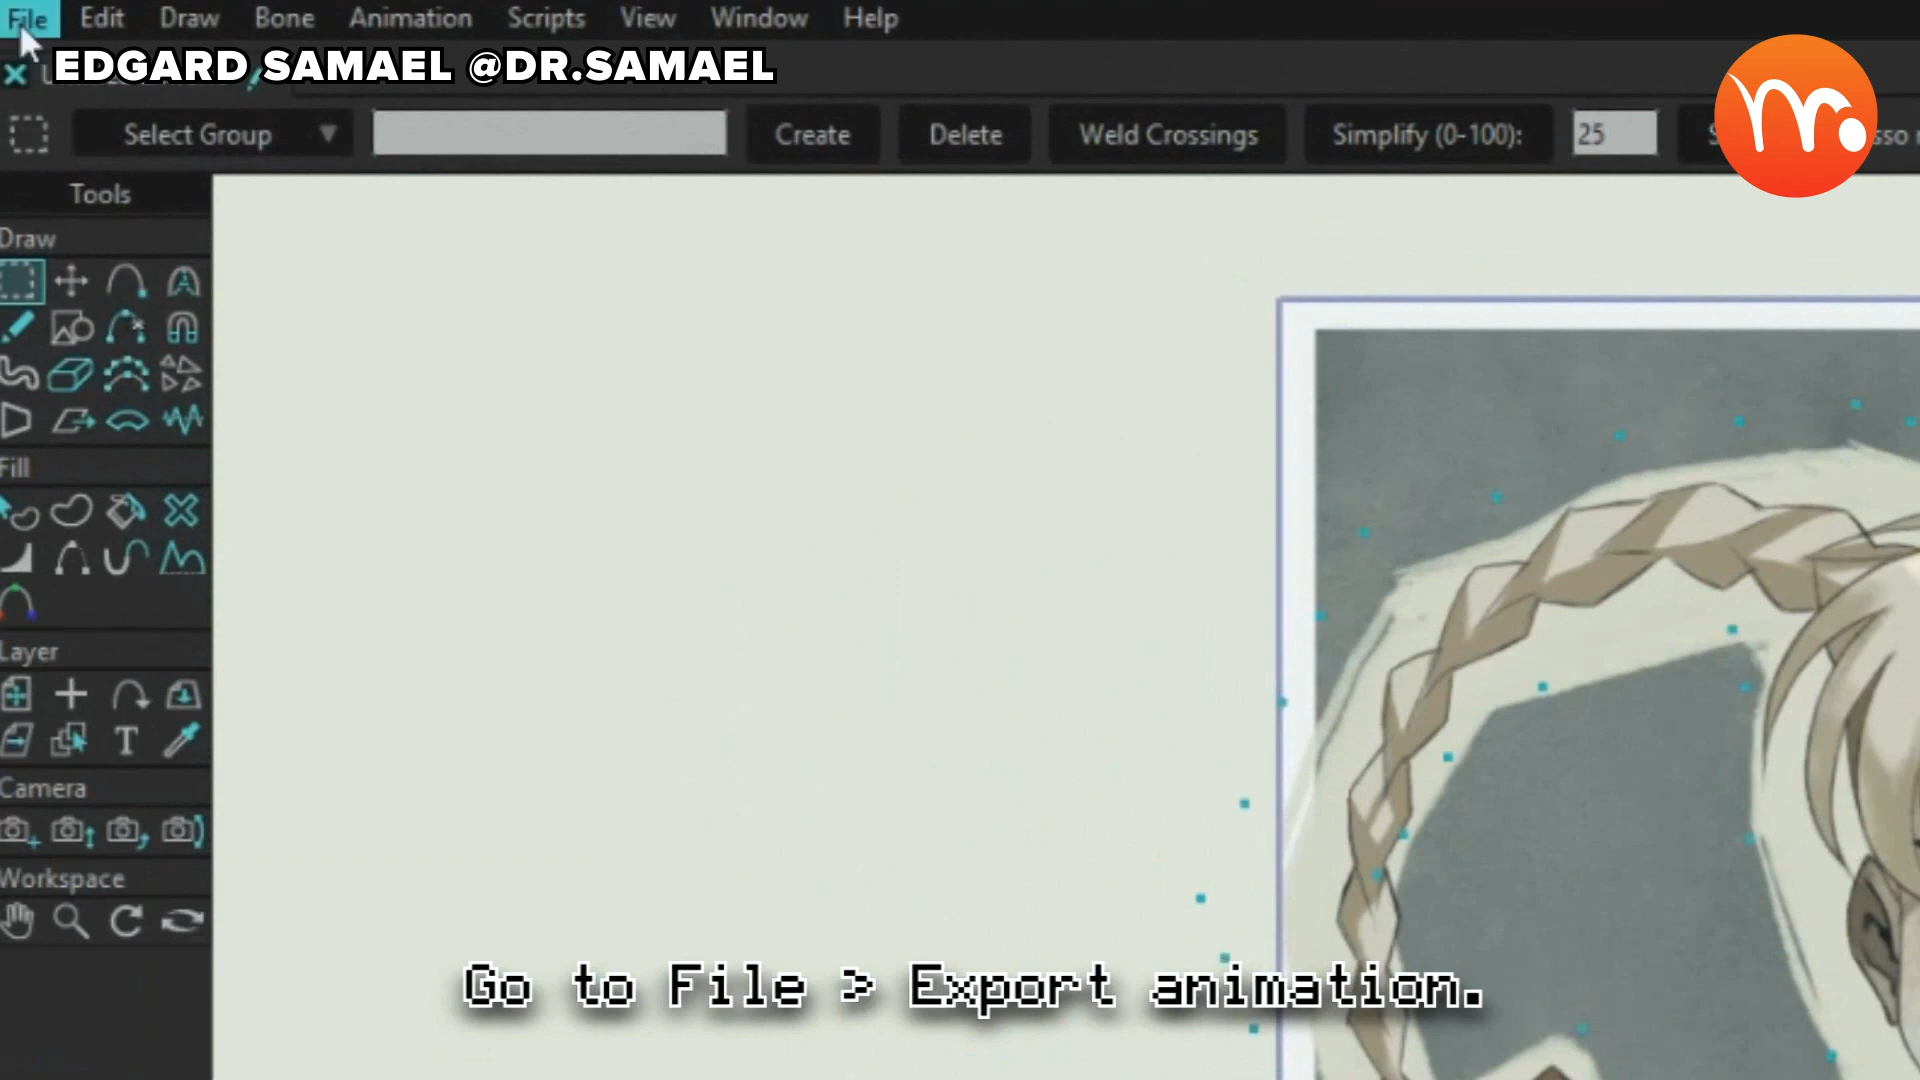 File Edit Draw Bone Animation Scripts View Window Help
EDGARD SAMAEL @DR.SAMAEL
Select Group Create Delete Weld Crossings Simplify (0-100): 25
Tools
Draw
Fill
Layer
T
Camera
Workspace
Go to File > Export animation.